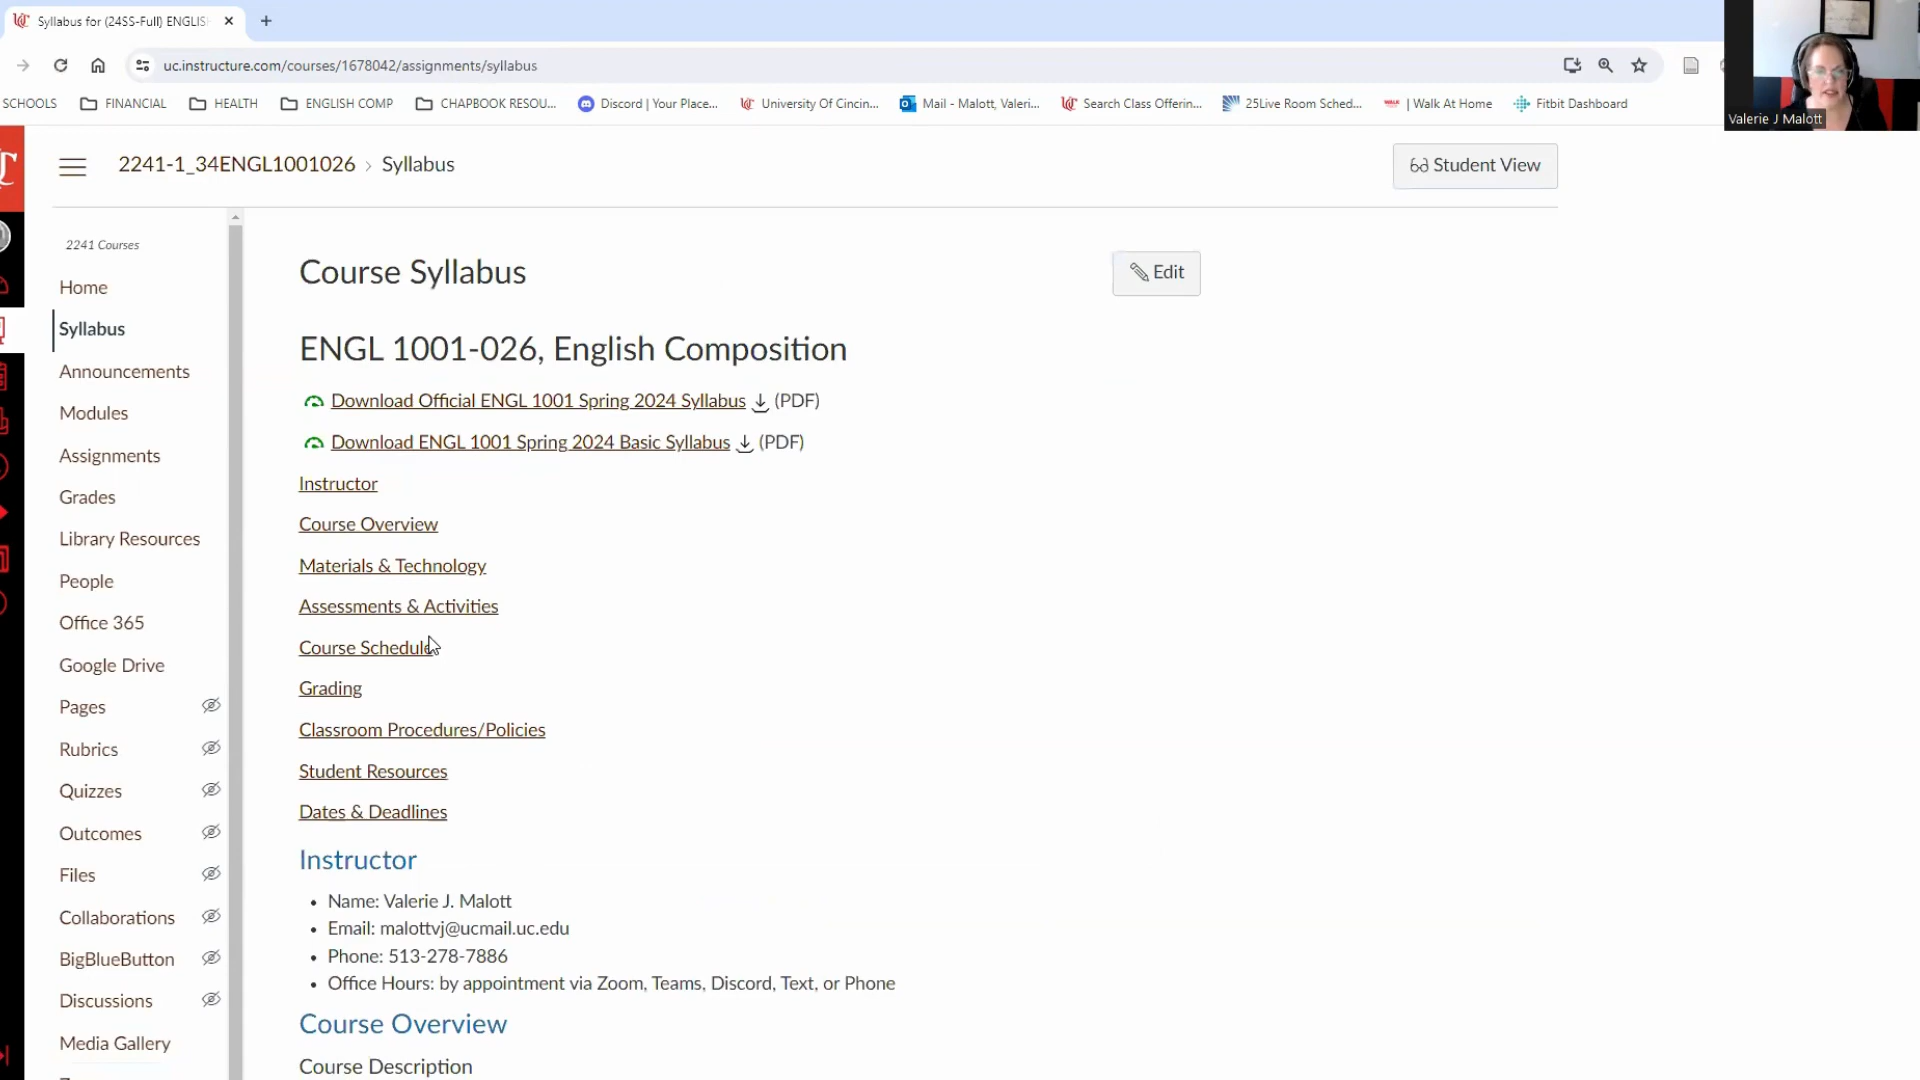 Syllabus for (24SS-Full) ENGLIS
uc.instructure.com/courses/1678042/assignments/syllabus
SCHOOLS FINANCIAL HEALTH ENGLISH COMP CHAPBOOK RESOU... Discord | Your Place... University Of Cincin... Mail - Malott, Valeri... Search Class Offerin... 25Live Room Sched... WALK | Walk At Home Fitbit Dashboard
Valerie J Malott
2241-1_34ENGL1001026 › Syllabus
Student View
2241 Courses
Home
Syllabus
Announcements
Modules
Assignments
Grades
Library Resources
People
Office 365
Google Drive
Pages
Rubrics
Quizzes
Outcomes
Files
Collaborations
BigBlueButton
Discussions
Media Gallery
Course Syllabus
Edit
ENGL 1001-026, English Composition
Download Official ENGL 1001 Spring 2024 Syllabus (PDF)
Download ENGL 1001 Spring 2024 Basic Syllabus (PDF)
Instructor
Course Overview
Materials & Technology
Assessments & Activities
Course Schedule
Grading
Classroom Procedures/Policies
Student Resources
Dates & Deadlines
Instructor
• Name: Valerie J. Malott
• Email: malottvj@ucmail.uc.edu
• Phone: 513-278-7886
• Office Hours: by appointment via Zoom, Teams, Discord, Text, or Phone
Course Overview
Course Description